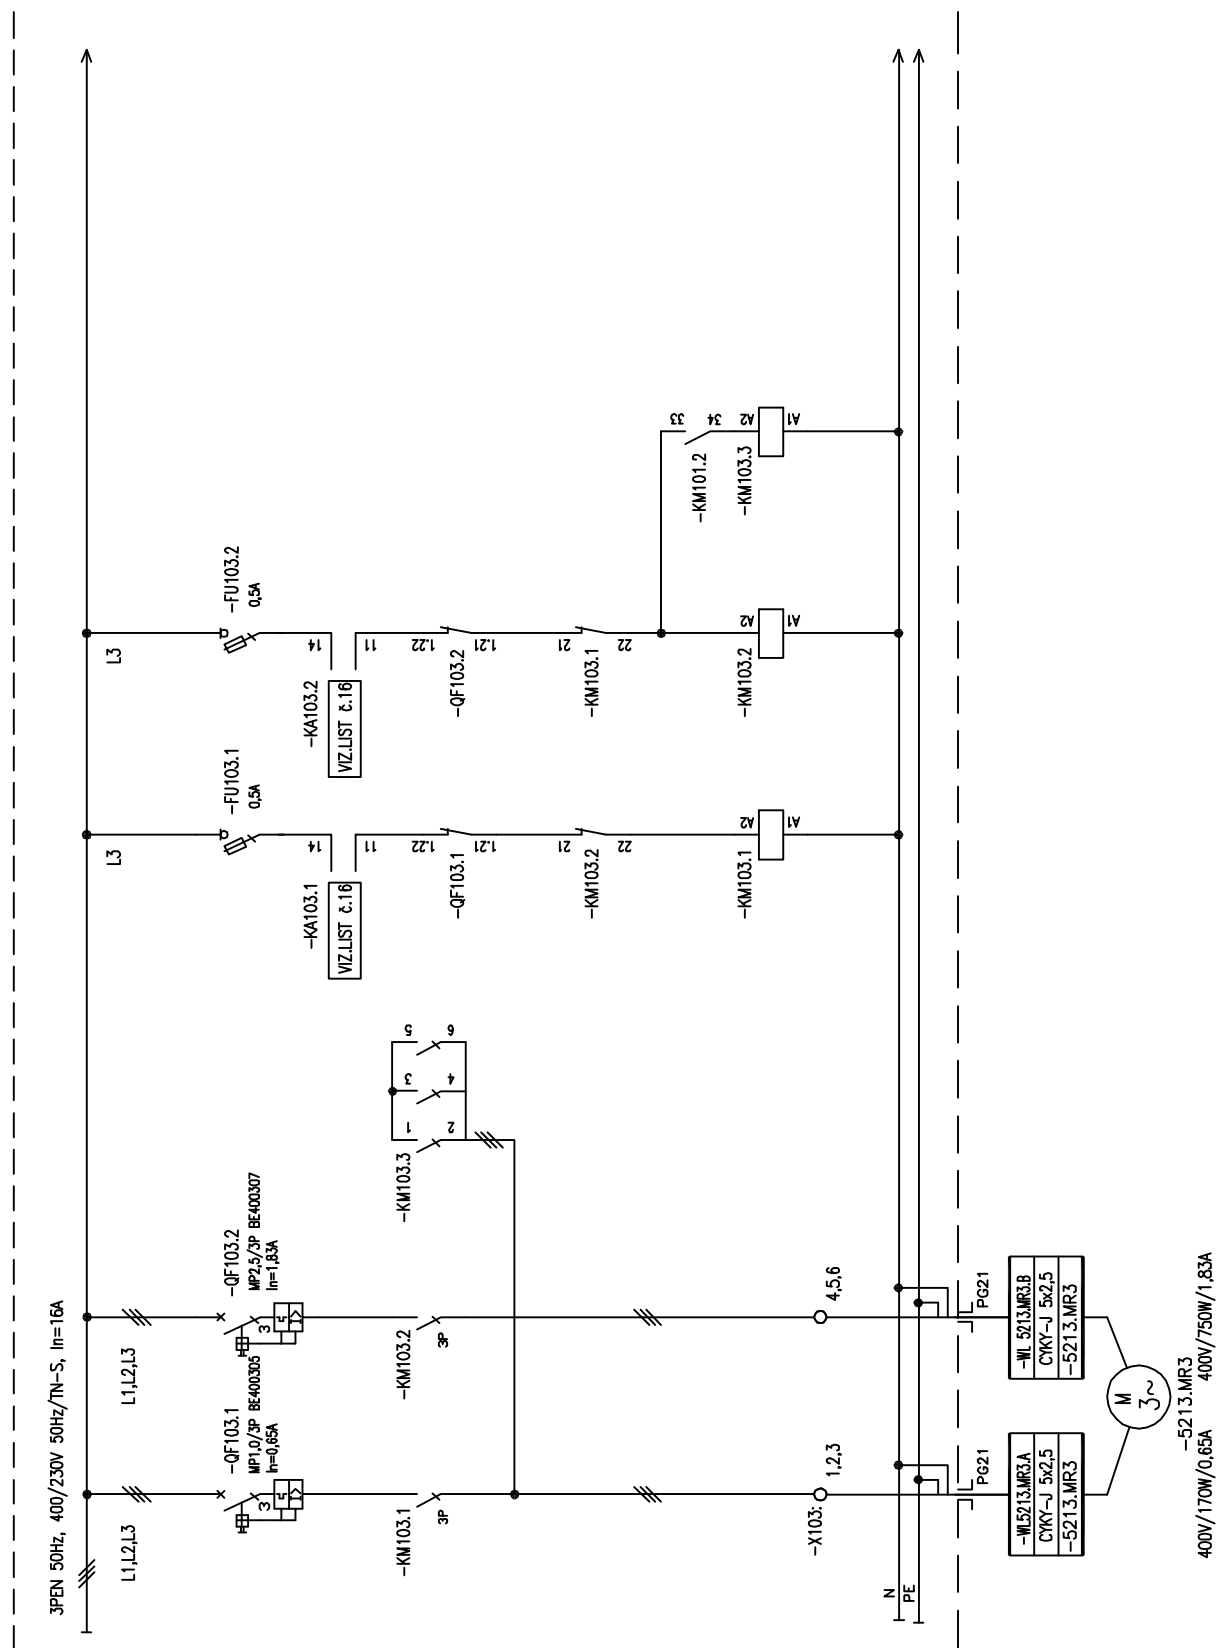 3PEN 50Hz, 400/230V 50Hz/TN-S, In=16A
L1,L2,L3
L1,L2,L3
L3
L3
-QF103.1
MP1,0/3P BE400305
In=0,65A
3
-QF103.2
MP2,5/3P BE400307
In=1,83A
3
-FU103.1
0,5A
-FU103.2
0,5A
-KA103.1
VIZ.LIST č.16
14
11
-KA103.2
VIZ.LIST č.16
14
11
-KM103.1
3P
-KM103.2
3P
-KM103.3
1
2
3
4
5
6
-QF103.1
1.22
1.21
-QF103.2
1.22
1.21
-KM103.2
21
22
-KM103.1
21
22
-KM101.2
33
34
-KM103.1
A2
A1
-KM103.2
A2
A1
-KM103.3
A2
A1
-X103:
1,2,3
4,5,6
N
PE
PG21
PG21
-WL5213.MR3.A
CYKY-J 5x2,5
-5213.MR3
-WL 5213.MR3.B
CYKY-J 5x2,5
-5213.MR3
M
3~
-5213.MR3
400V/170W/0,65A
400V/750W/1,83A